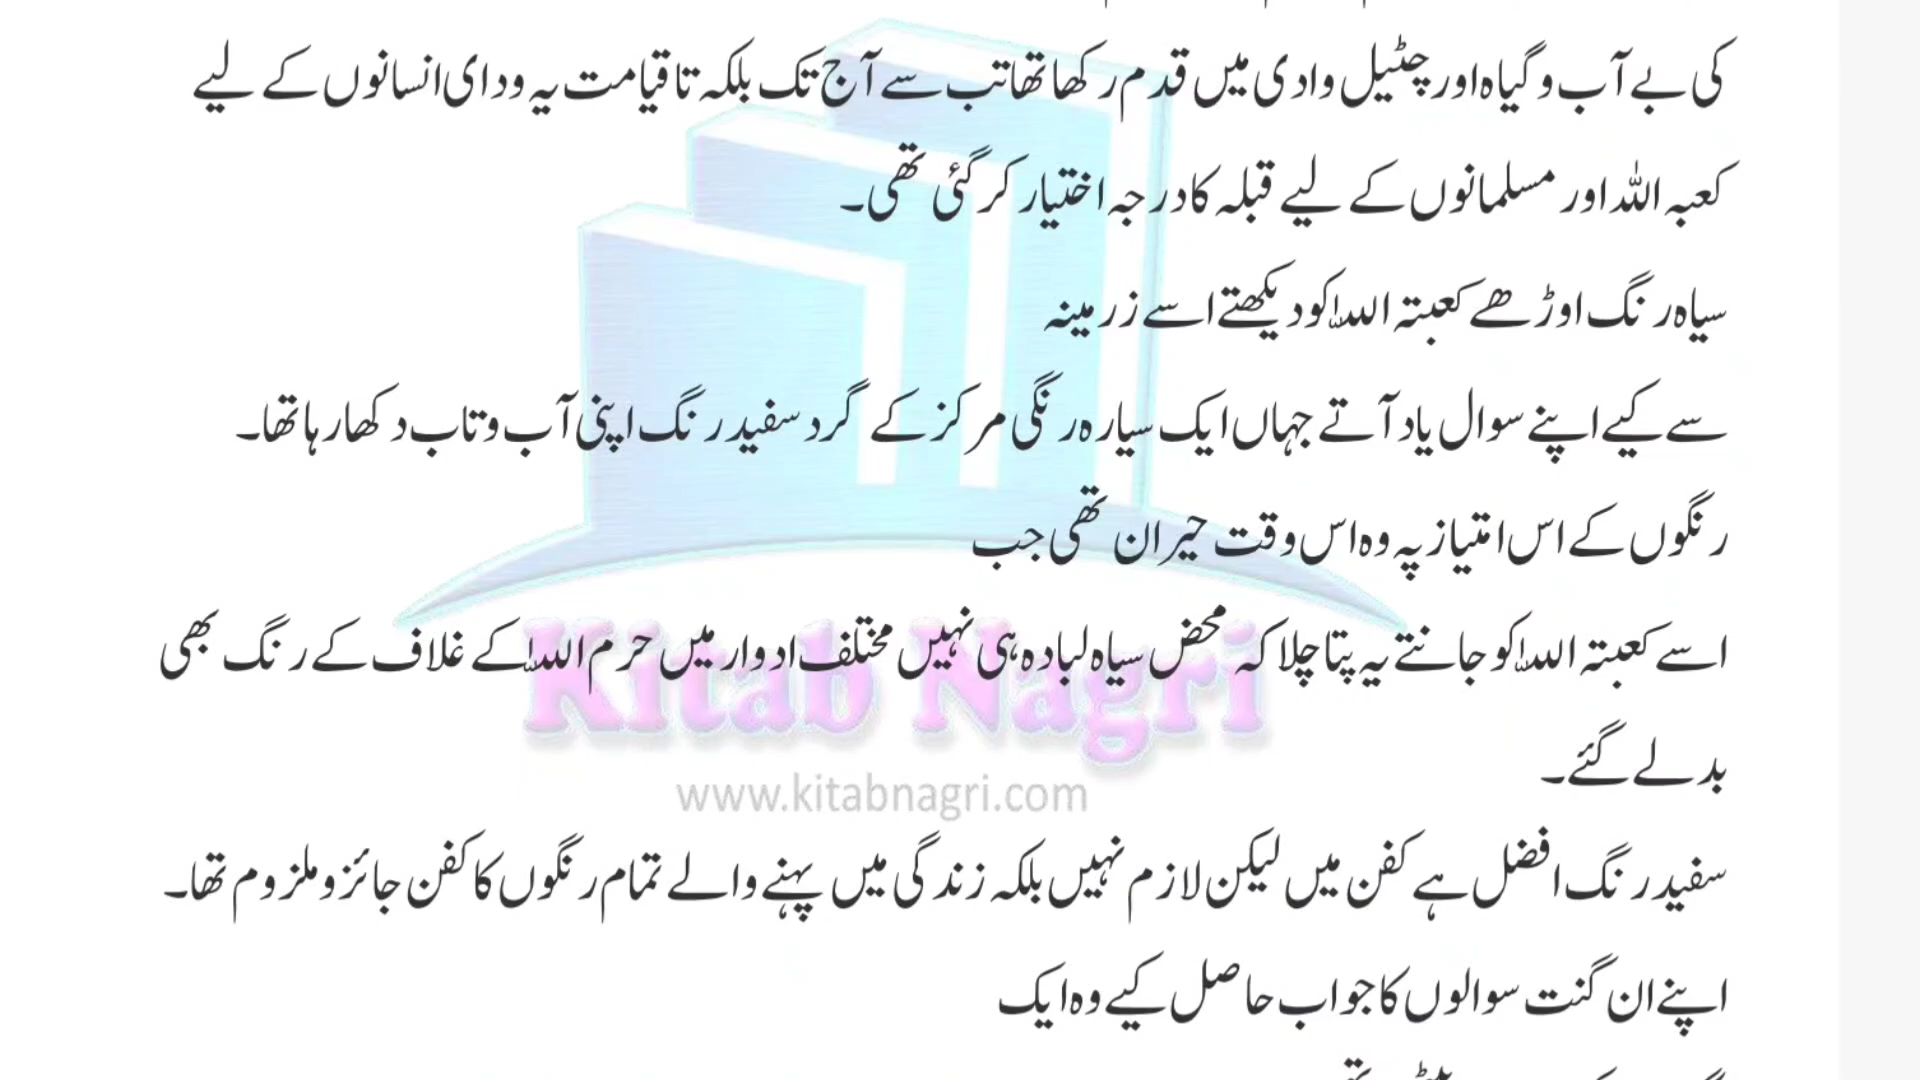 کی بے آب و گیاہ اور چٹیل وادی میں قدم رکھا تھا تب سے آج تک بلکہ تا قیامت یہ ودای انسانوں کے لیے
کعبہ اللہ اور مسلمانوں کے لیے قبلہ کا درجہ اختیار کر گئی تھی۔
سیاہ رنگ اوڑھے کعبتہ اللہ کو دیکھتے اسے زرمینہ
سے کیے اپنے سوال یاد آتے جہاں ایک سیارہ رنگی مرکز کے گرد سفید رنگ اپنی آب و تاب دکھا رہا تھا۔
رنگوں کے اس امتیاز پہ وہ اس وقت حیران تھی جب
اسے کعبتہ اللہ کو جانتے یہ پتا چلا کہ محض سیاہ لبادہ ہی نہیں مختلف ادوار میں حرم اللہ کے غلاف کے رنگ بھی
بدلے گئے۔
سفید رنگ افضل ہے کفن میں لیکن لازم نہیں بلکہ زندگی میں پہنے والے تمام رنگوں کا کفن جائز و ملزوم تھا۔
اپنے ان گنت سوالوں کا جواب حاصل کیے وہ ایک
Kitab Nagri
www.kitabnagri.com